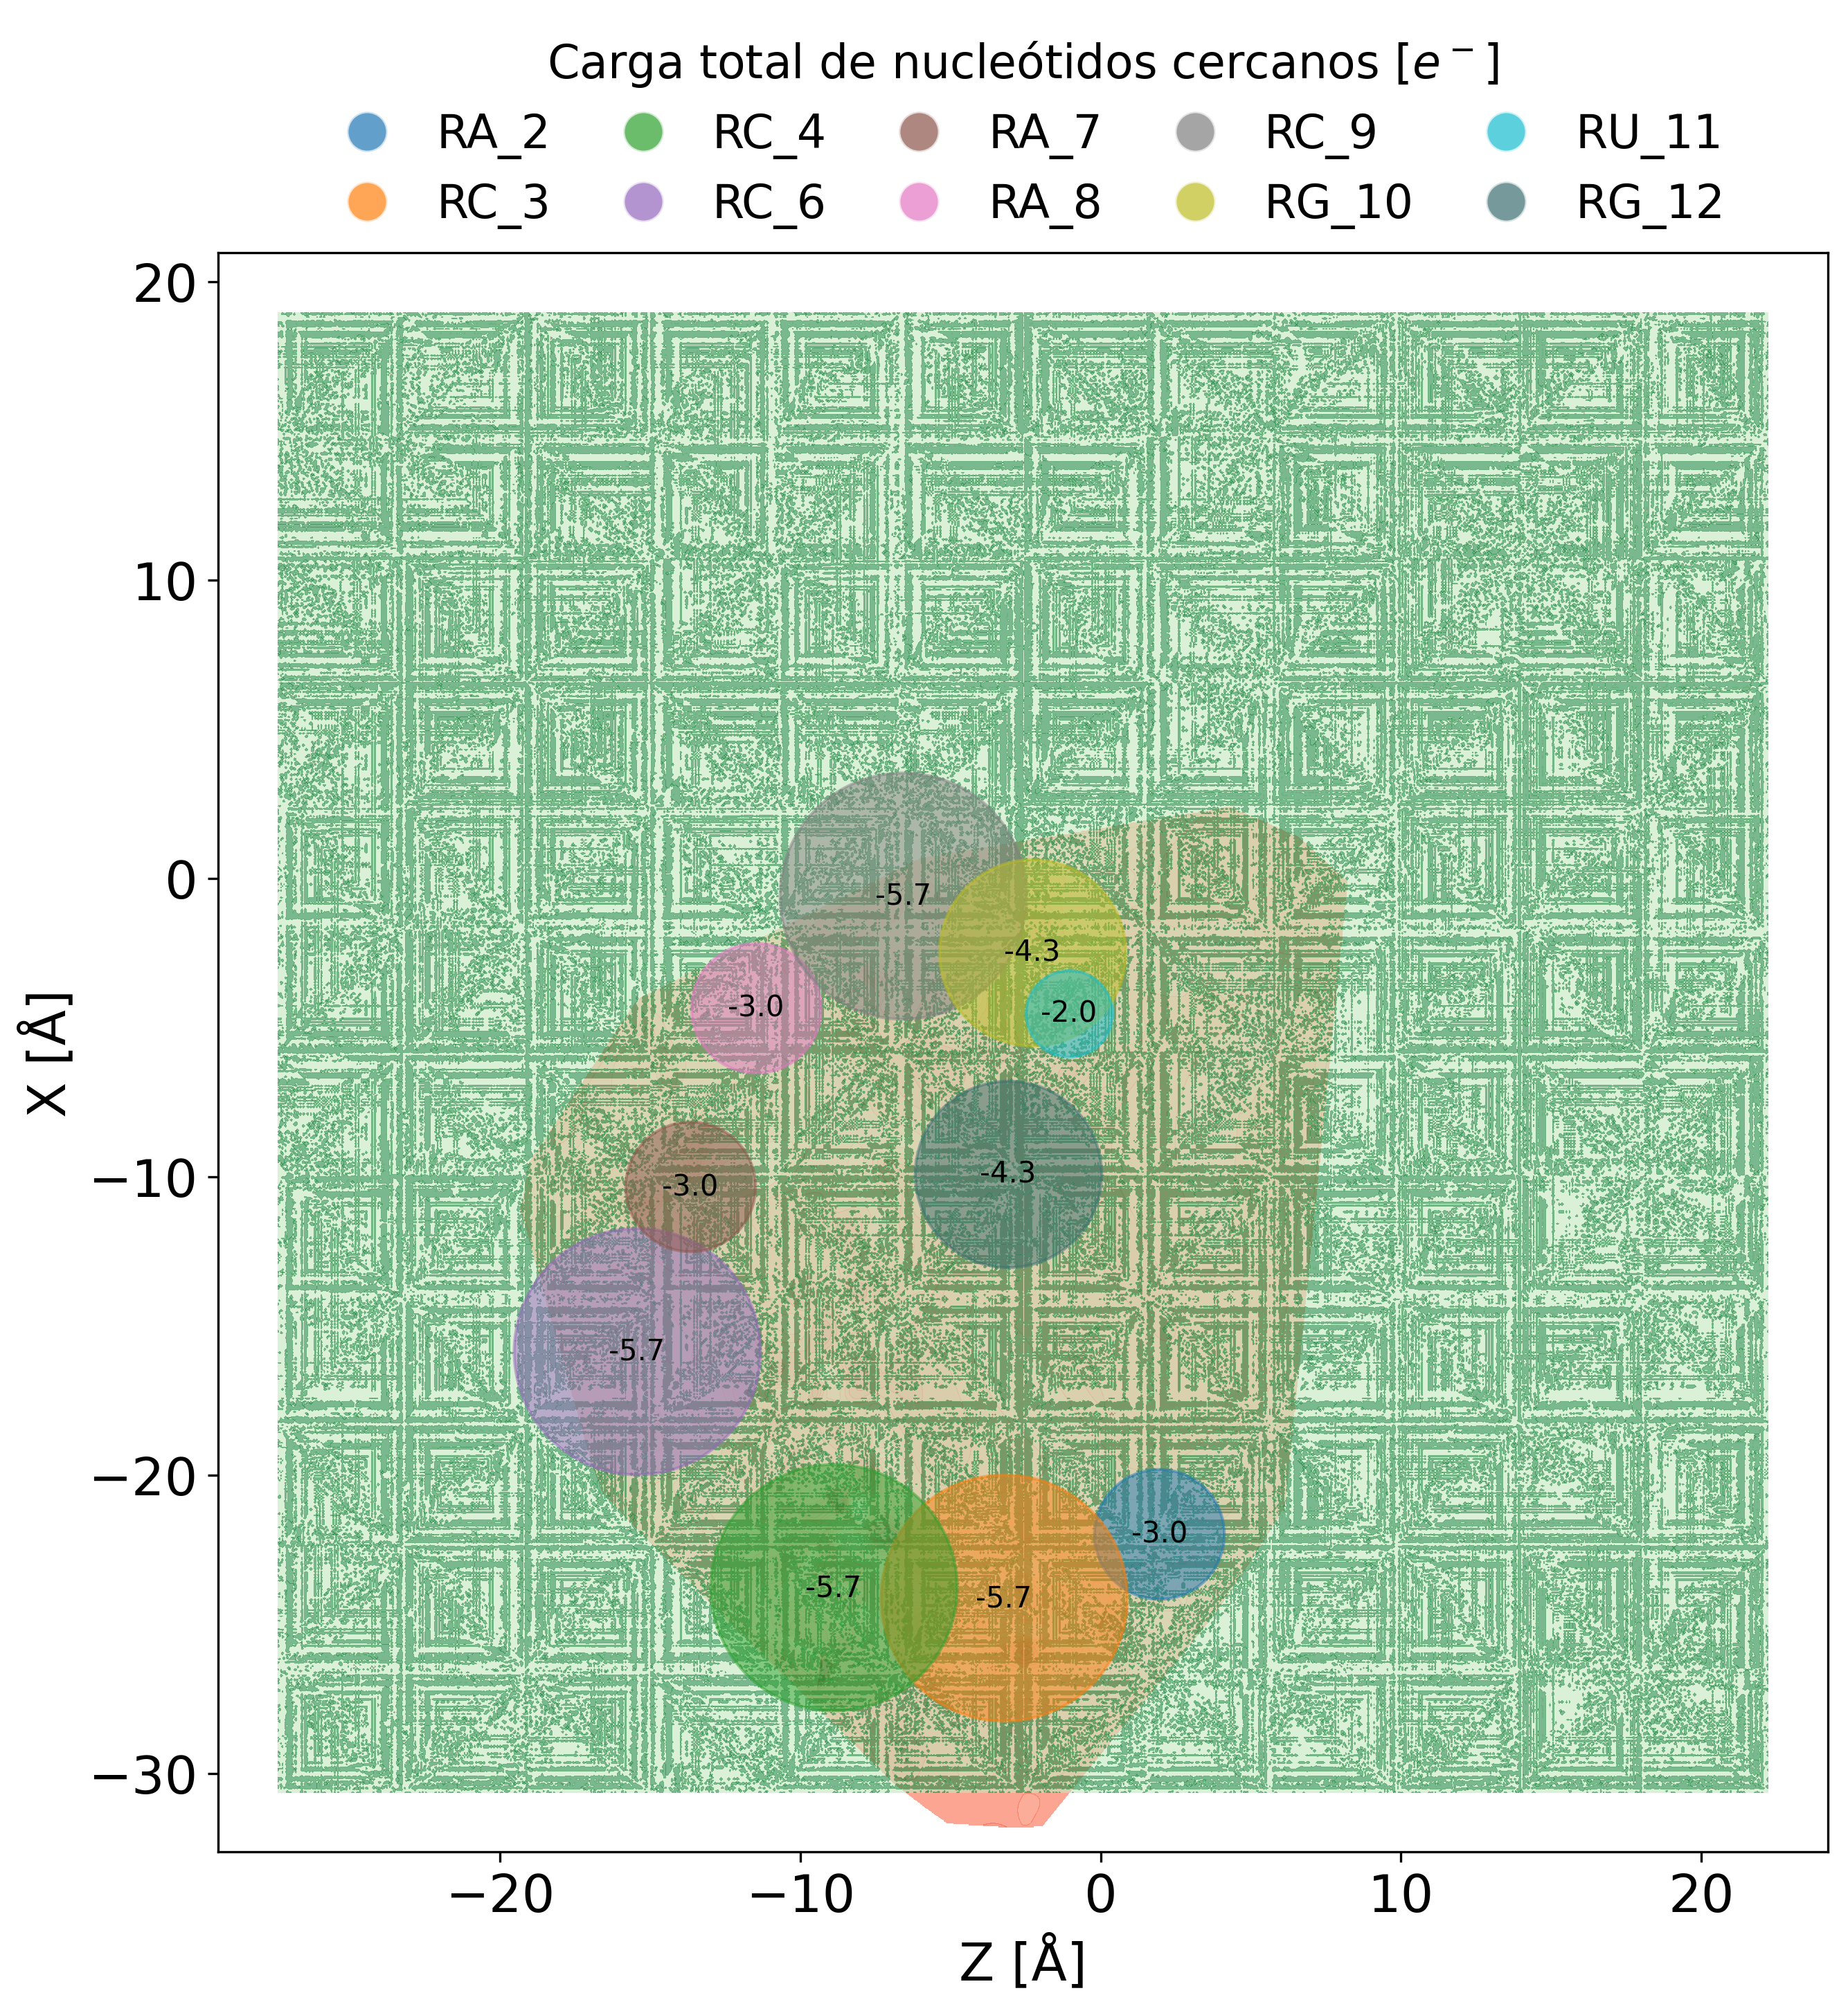 Carga total de nucleótidos cercanos [e⁻]
RA_2 RC_4 RA_7 RC_9 RU_11
RC_3 RC_6 RA_8 RG_10 RG_12
20
10
0
−10
−20
−30
X [Å]
-5.7
-4.3
-3.0
-2.0
-4.3
-3.0
-5.7
-3.0
-5.7
-5.7
−20 −10 0 10 20
Z [Å]